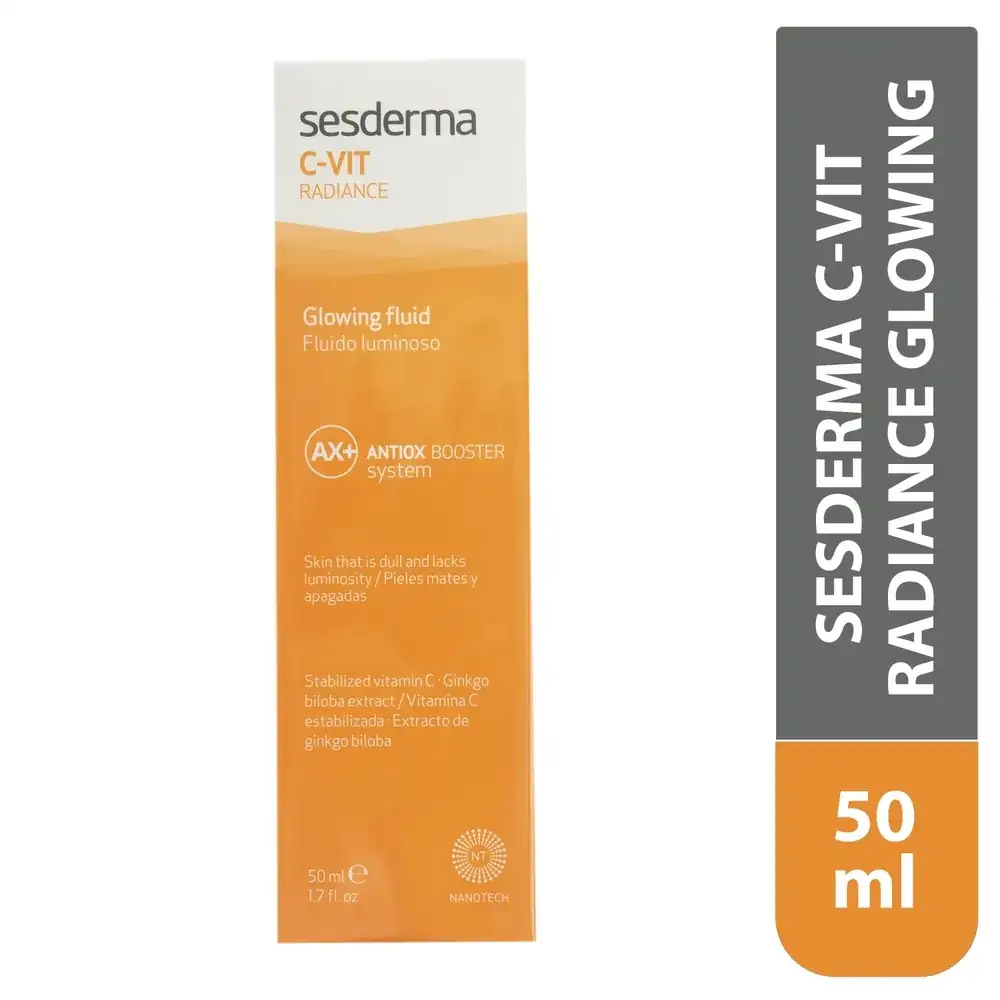 sesderma
C-VIT
RADIANCE
Glowing fluid
Fluido luminoso
AX+ ANTIOX BOOSTER
system
Skin that is dull and lacks
luminosity / Pieles mates y
apagadas
Stabilized vitamin C · Ginkgo
biloba extract / Vitamina C
estabilizada · Extracto de
ginkgo biloba
50 ml ℮
1.7 fl. oz
NT
NANOTECH
SESDERMA C-VIT
RADIANCE GLOWING
50
ml